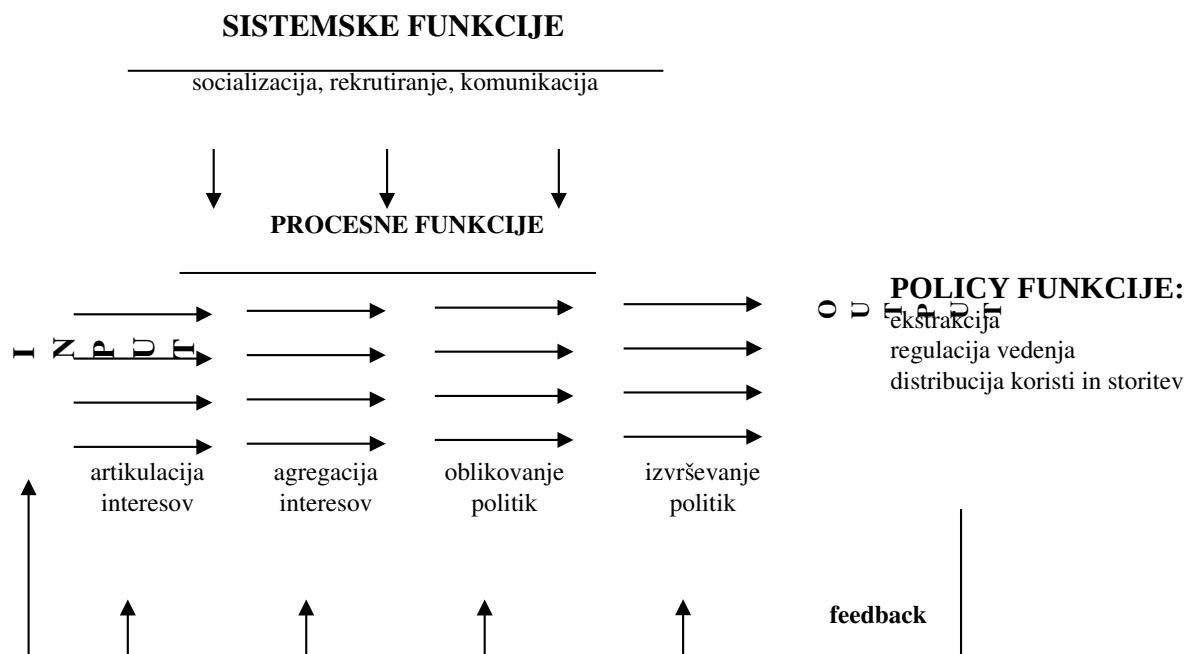 SISTEMSKE FUNKCIJE
socializacija, rekrutiranje, komunikacija
PROCESNE FUNKCIJE
INPUT
OUTPUT
POLICY FUNKCIJE:
ekstrakcija
regulacija vedenja
distribucija koristi in storitev
artikulacija
interesov
agregacija
interesov
oblikovanje
politik
izvrševanje
politik
feedback